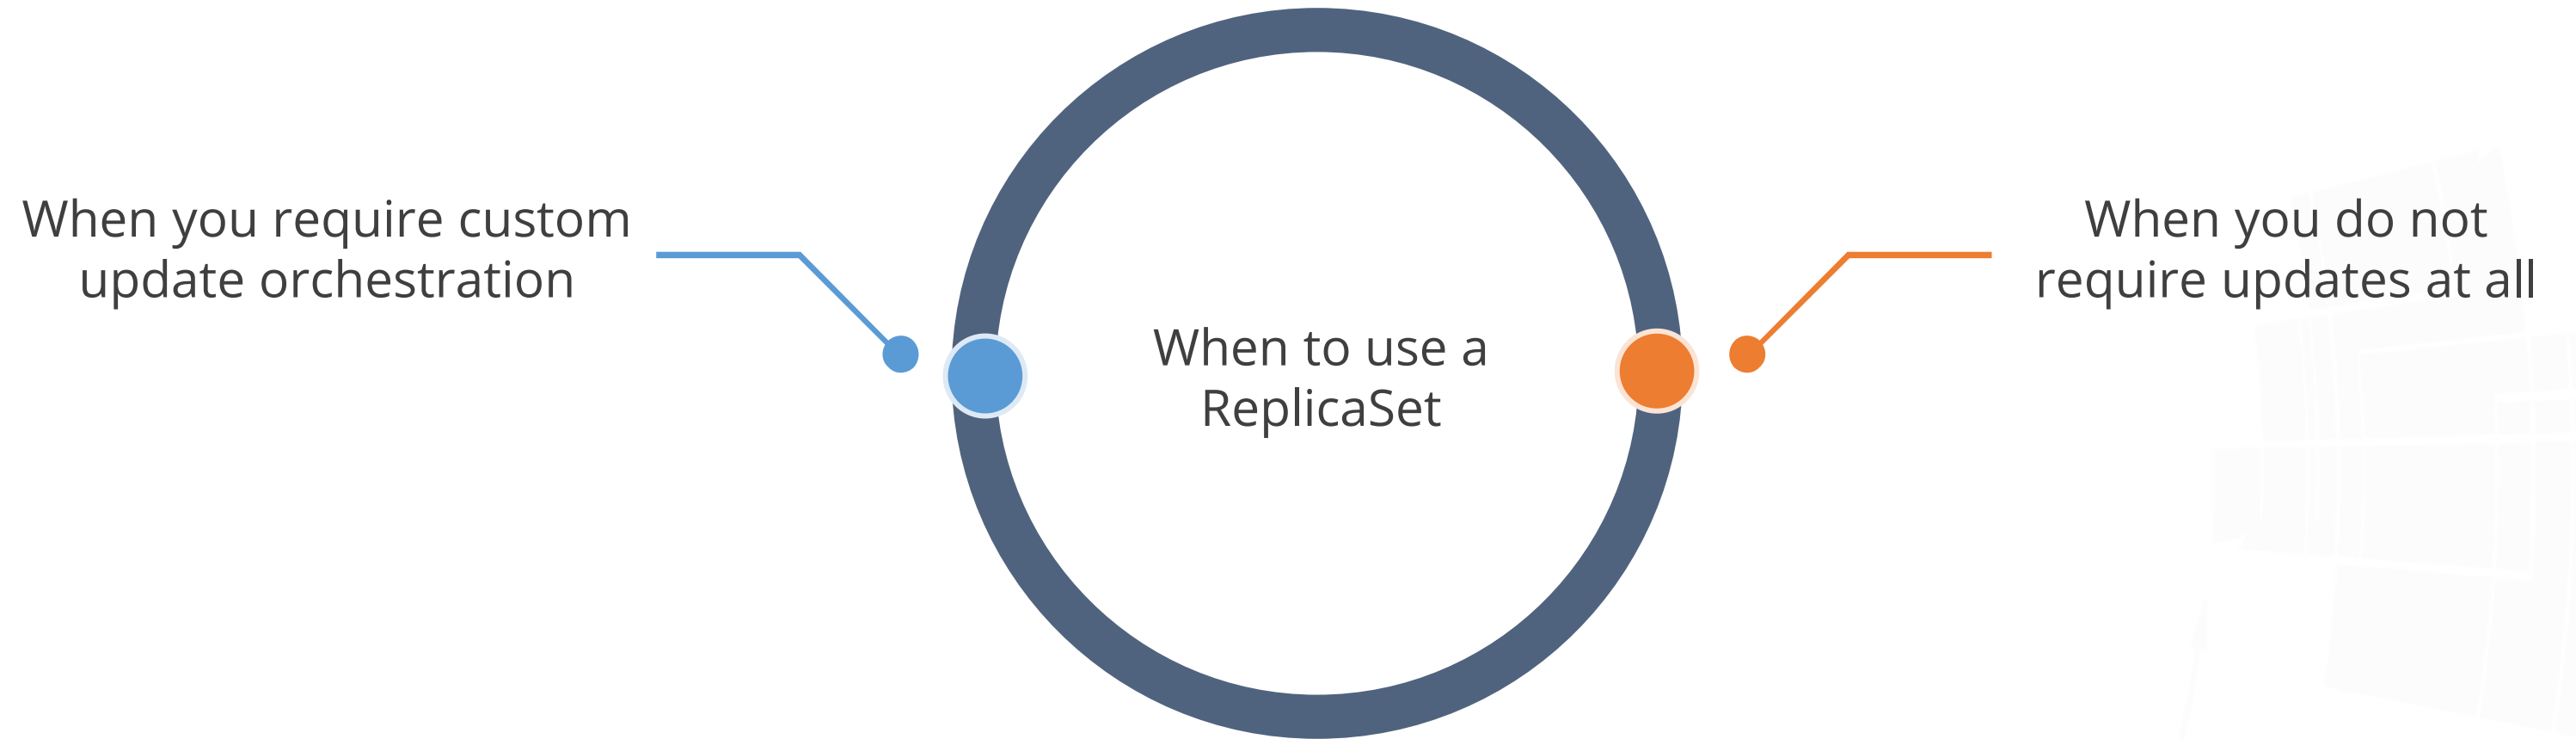 When you require custom
update orchestration
When to use a
ReplicaSet
When you do not
require updates at all